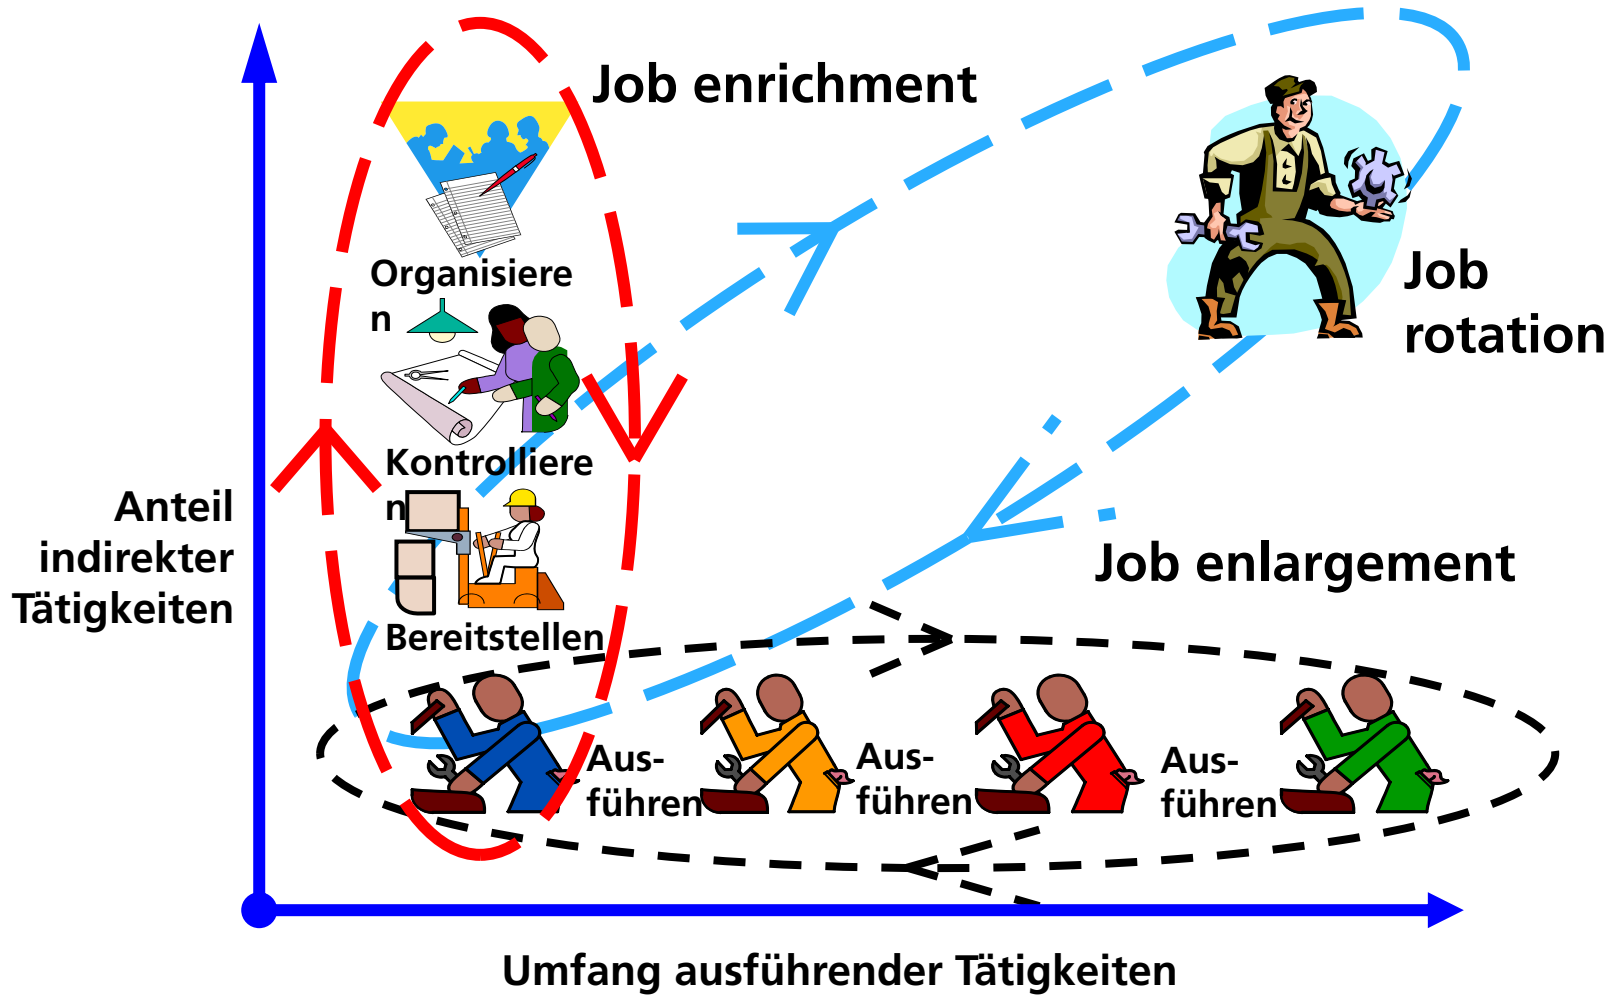 Job enrichment
Organisiere
n
Kontrolliere
n
Bereitstellen
Anteil
indirekter
Tätigkeiten
Job
rotation
Job enlargement
Aus-
führen
Aus-
führen
Aus-
führen
Umfang ausführender Tätigkeiten